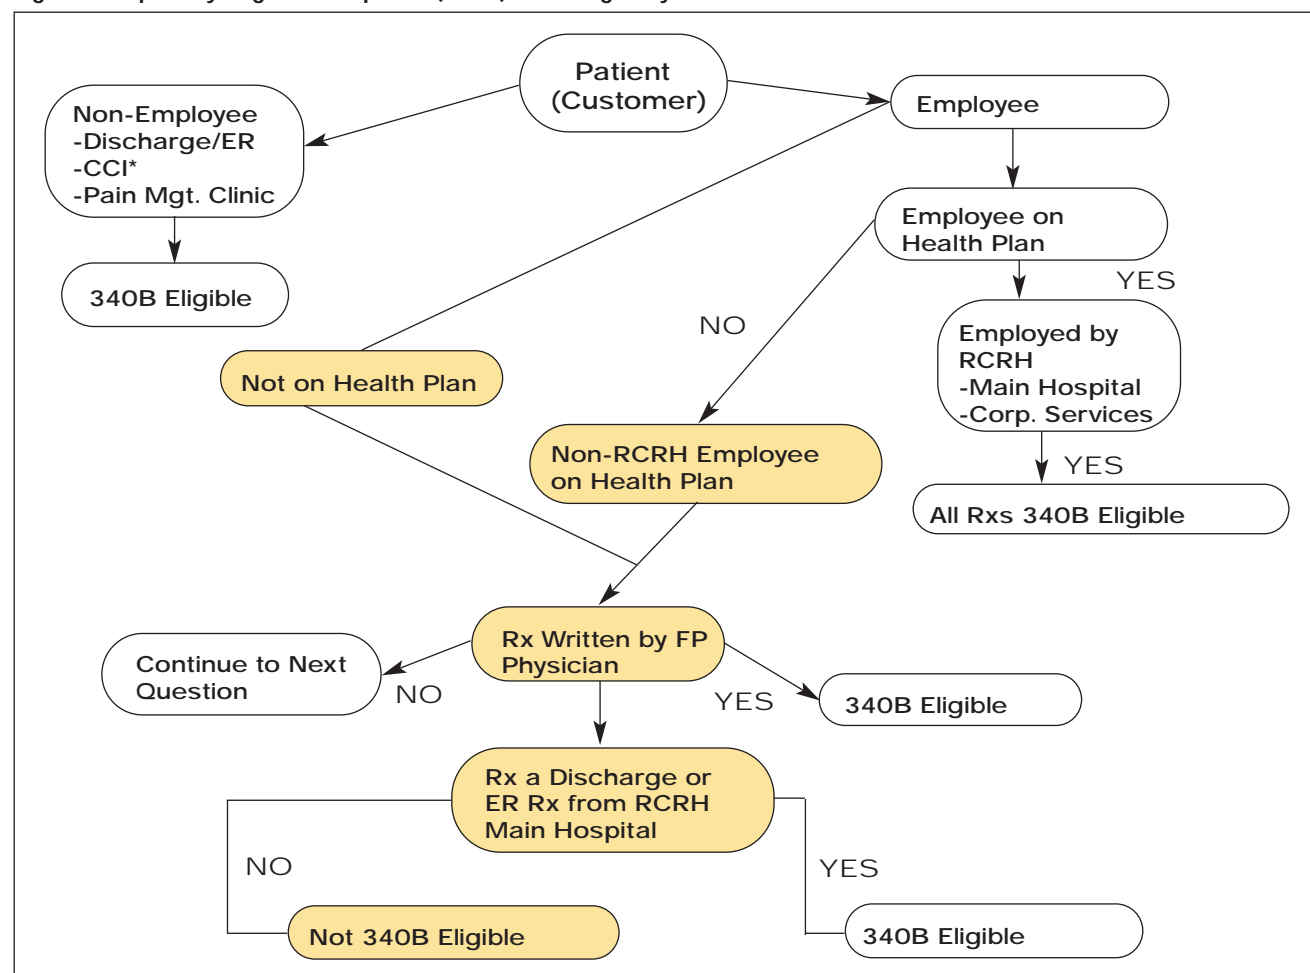 Patient
(Customer)
Employee
Non-Employee
-Discharge/ER
-CCI*
-Pain Mgt. Clinic
Employee on
Health Plan
340B Eligible
YES
NO
Employed by
RCRH
-Main Hospital
-Corp. Services
Not on Health Plan
Non-RCRH Employee
on Health Plan
YES
All Rxs 340B Eligible
Rx Written by FP
Physician
Continue to Next
Question
NO
YES
340B Eligible
Rx a Discharge or
ER Rx from RCRH
Main Hospital
NO
YES
Not 340B Eligible
340B Eligible